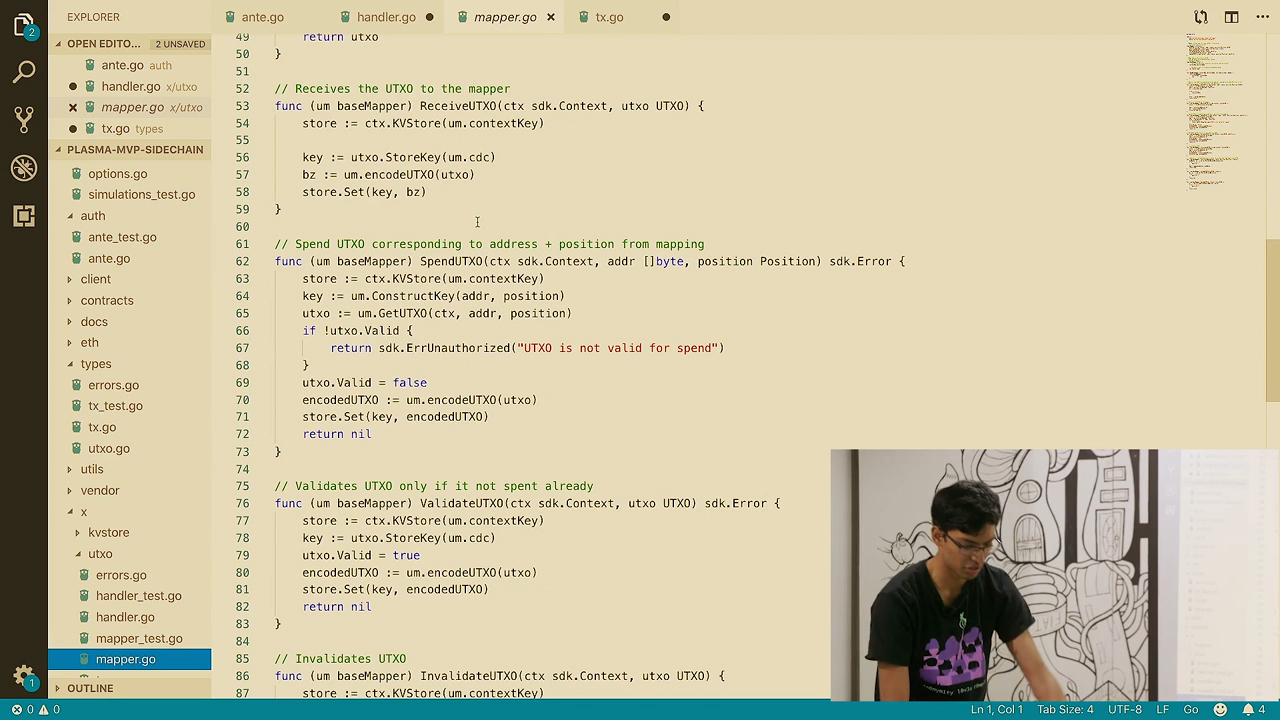 EXPLORER
ante.go
handler.go
mapper.go
tx.go
2
OPEN EDITO... 2 UNSAVED
ante.go auth
handler.go x/utxo
mapper.go x/utxo
tx.go types
PLASMA-MVP-SIDECHAIN
options.go
simulations_test.go
auth
ante_test.go
ante.go
client
contracts
docs
eth
types
errors.go
tx_test.go
tx.go
utxo.go
utils
vendor
x
kvstore
utxo
errors.go
handler_test.go
handler.go
mapper_test.go
mapper.go
OUTLINE
1
49 return utxo
50 }
51
52 // Receives the UTXO to the mapper
53 func (um baseMapper) ReceiveUTXO(ctx sdk.Context, utxo UTXO) {
54 store := ctx.KVStore(um.contextKey)
55
56 key := utxo.StoreKey(um.cdc)
57 bz := um.encodeUTXO(utxo)
58 store.Set(key, bz)
59 }
60
61 // Spend UTXO corresponding to address + position from mapping
62 func (um baseMapper) SpendUTXO(ctx sdk.Context, addr []byte, position Position) sdk.Error {
63 store := ctx.KVStore(um.contextKey)
64 key := um.ConstructKey(addr, position)
65 utxo := um.GetUTXO(ctx, addr, position)
66 if !utxo.Valid {
67 return sdk.ErrUnauthorized("UTXO is not valid for spend")
68 }
69 utxo.Valid = false
70 encodedUTXO := um.encodeUTXO(utxo)
71 store.Set(key, encodedUTXO)
72 return nil
73 }
74
75 // Validates UTXO only if it not spent already
76 func (um baseMapper) ValidateUTXO(ctx sdk.Context, utxo UTXO) sdk.Error {
77 store := ctx.KVStore(um.contextKey)
78 key := utxo.StoreKey(um.cdc)
79 utxo.Valid = true
80 encodedUTXO := um.encodeUTXO(utxo)
81 store.Set(key, encodedUTXO)
82 return nil
83 }
84
85 // Invalidates UTXO
86 func (um baseMapper) InvalidateUTXO(ctx sdk.Context, utxo UTXO) {
87 store := ctx.KVStore(um.contextKey)
0 0 Ln 1, Col 1 Tab Size: 4 UTF-8 LF Go 4